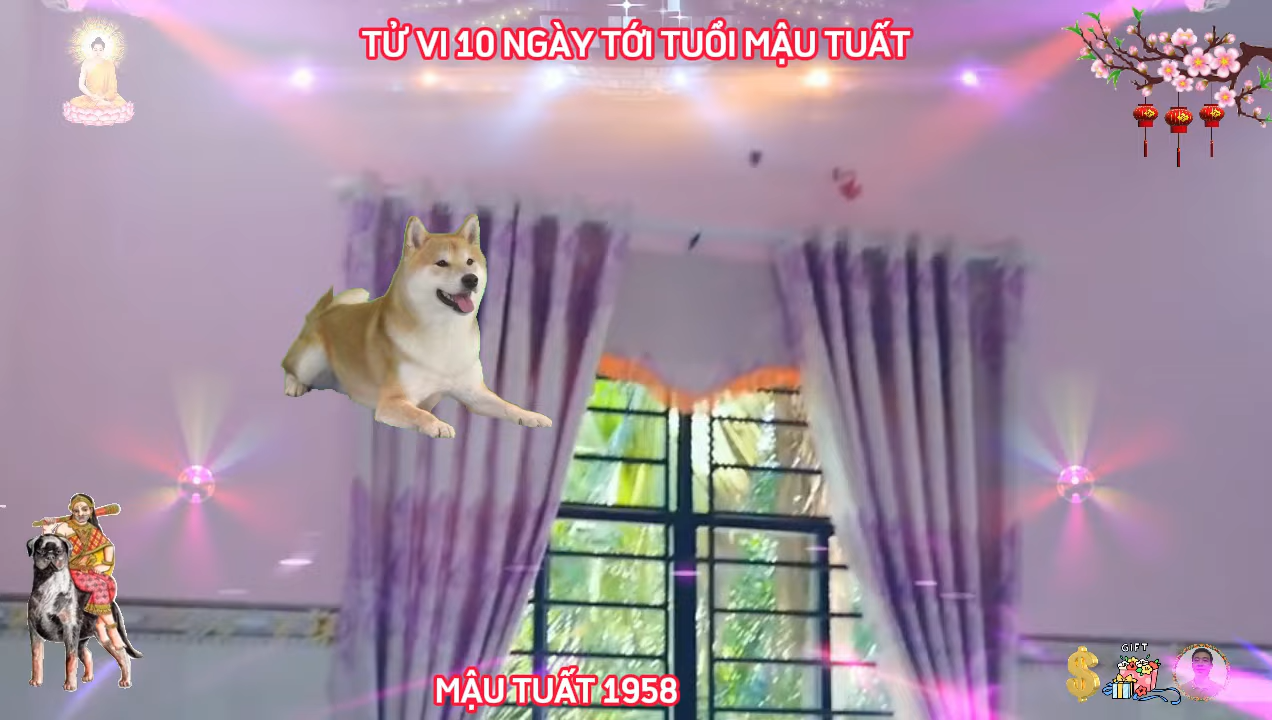 TỬ VI 10 NGÀY TỚI TUỔI MẬU TUẤT
MẬU TUẤT 1958
GIFT